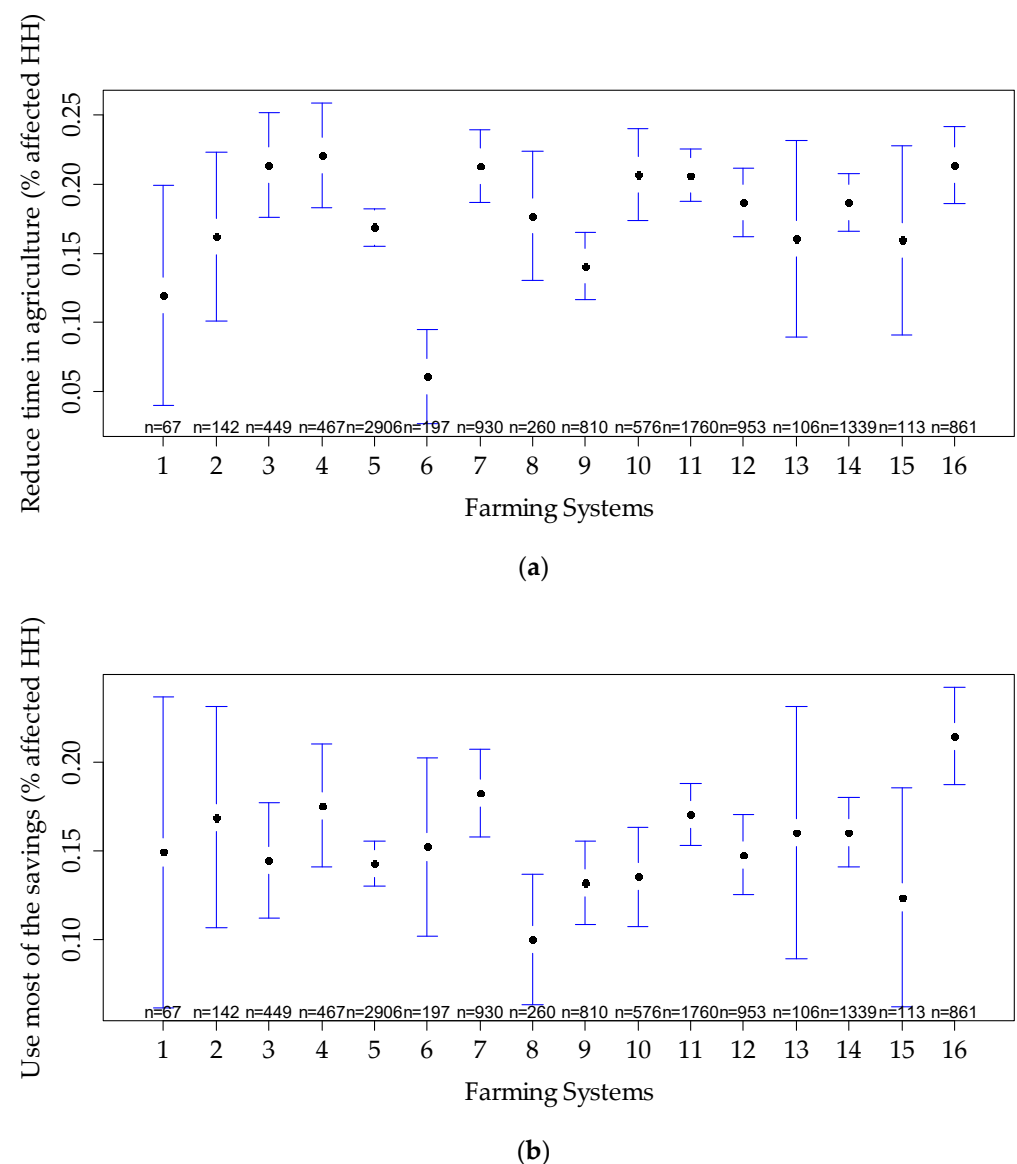 Reduce time in agriculture (% affected HH)
0.25
0.20
0.15
0.10
0.05
n=67 n=142 n=449 n=467 n=2906 n=197 n=930 n=260 n=810 n=576 n=1760 n=953 n=106 n=1339 n=113 n=861
1 2 3 4 5 6 7 8 9 10 11 12 13 14 15 16
Farming Systems
(a)
Use most of the savings (% affected HH)
0.20
0.15
0.10
n=67 n=142 n=449 n=467 n=2906 n=197 n=930 n=260 n=810 n=576 n=1760 n=953 n=106 n=1339 n=113 n=861
1 2 3 4 5 6 7 8 9 10 11 12 13 14 15 16
Farming Systems
(b)